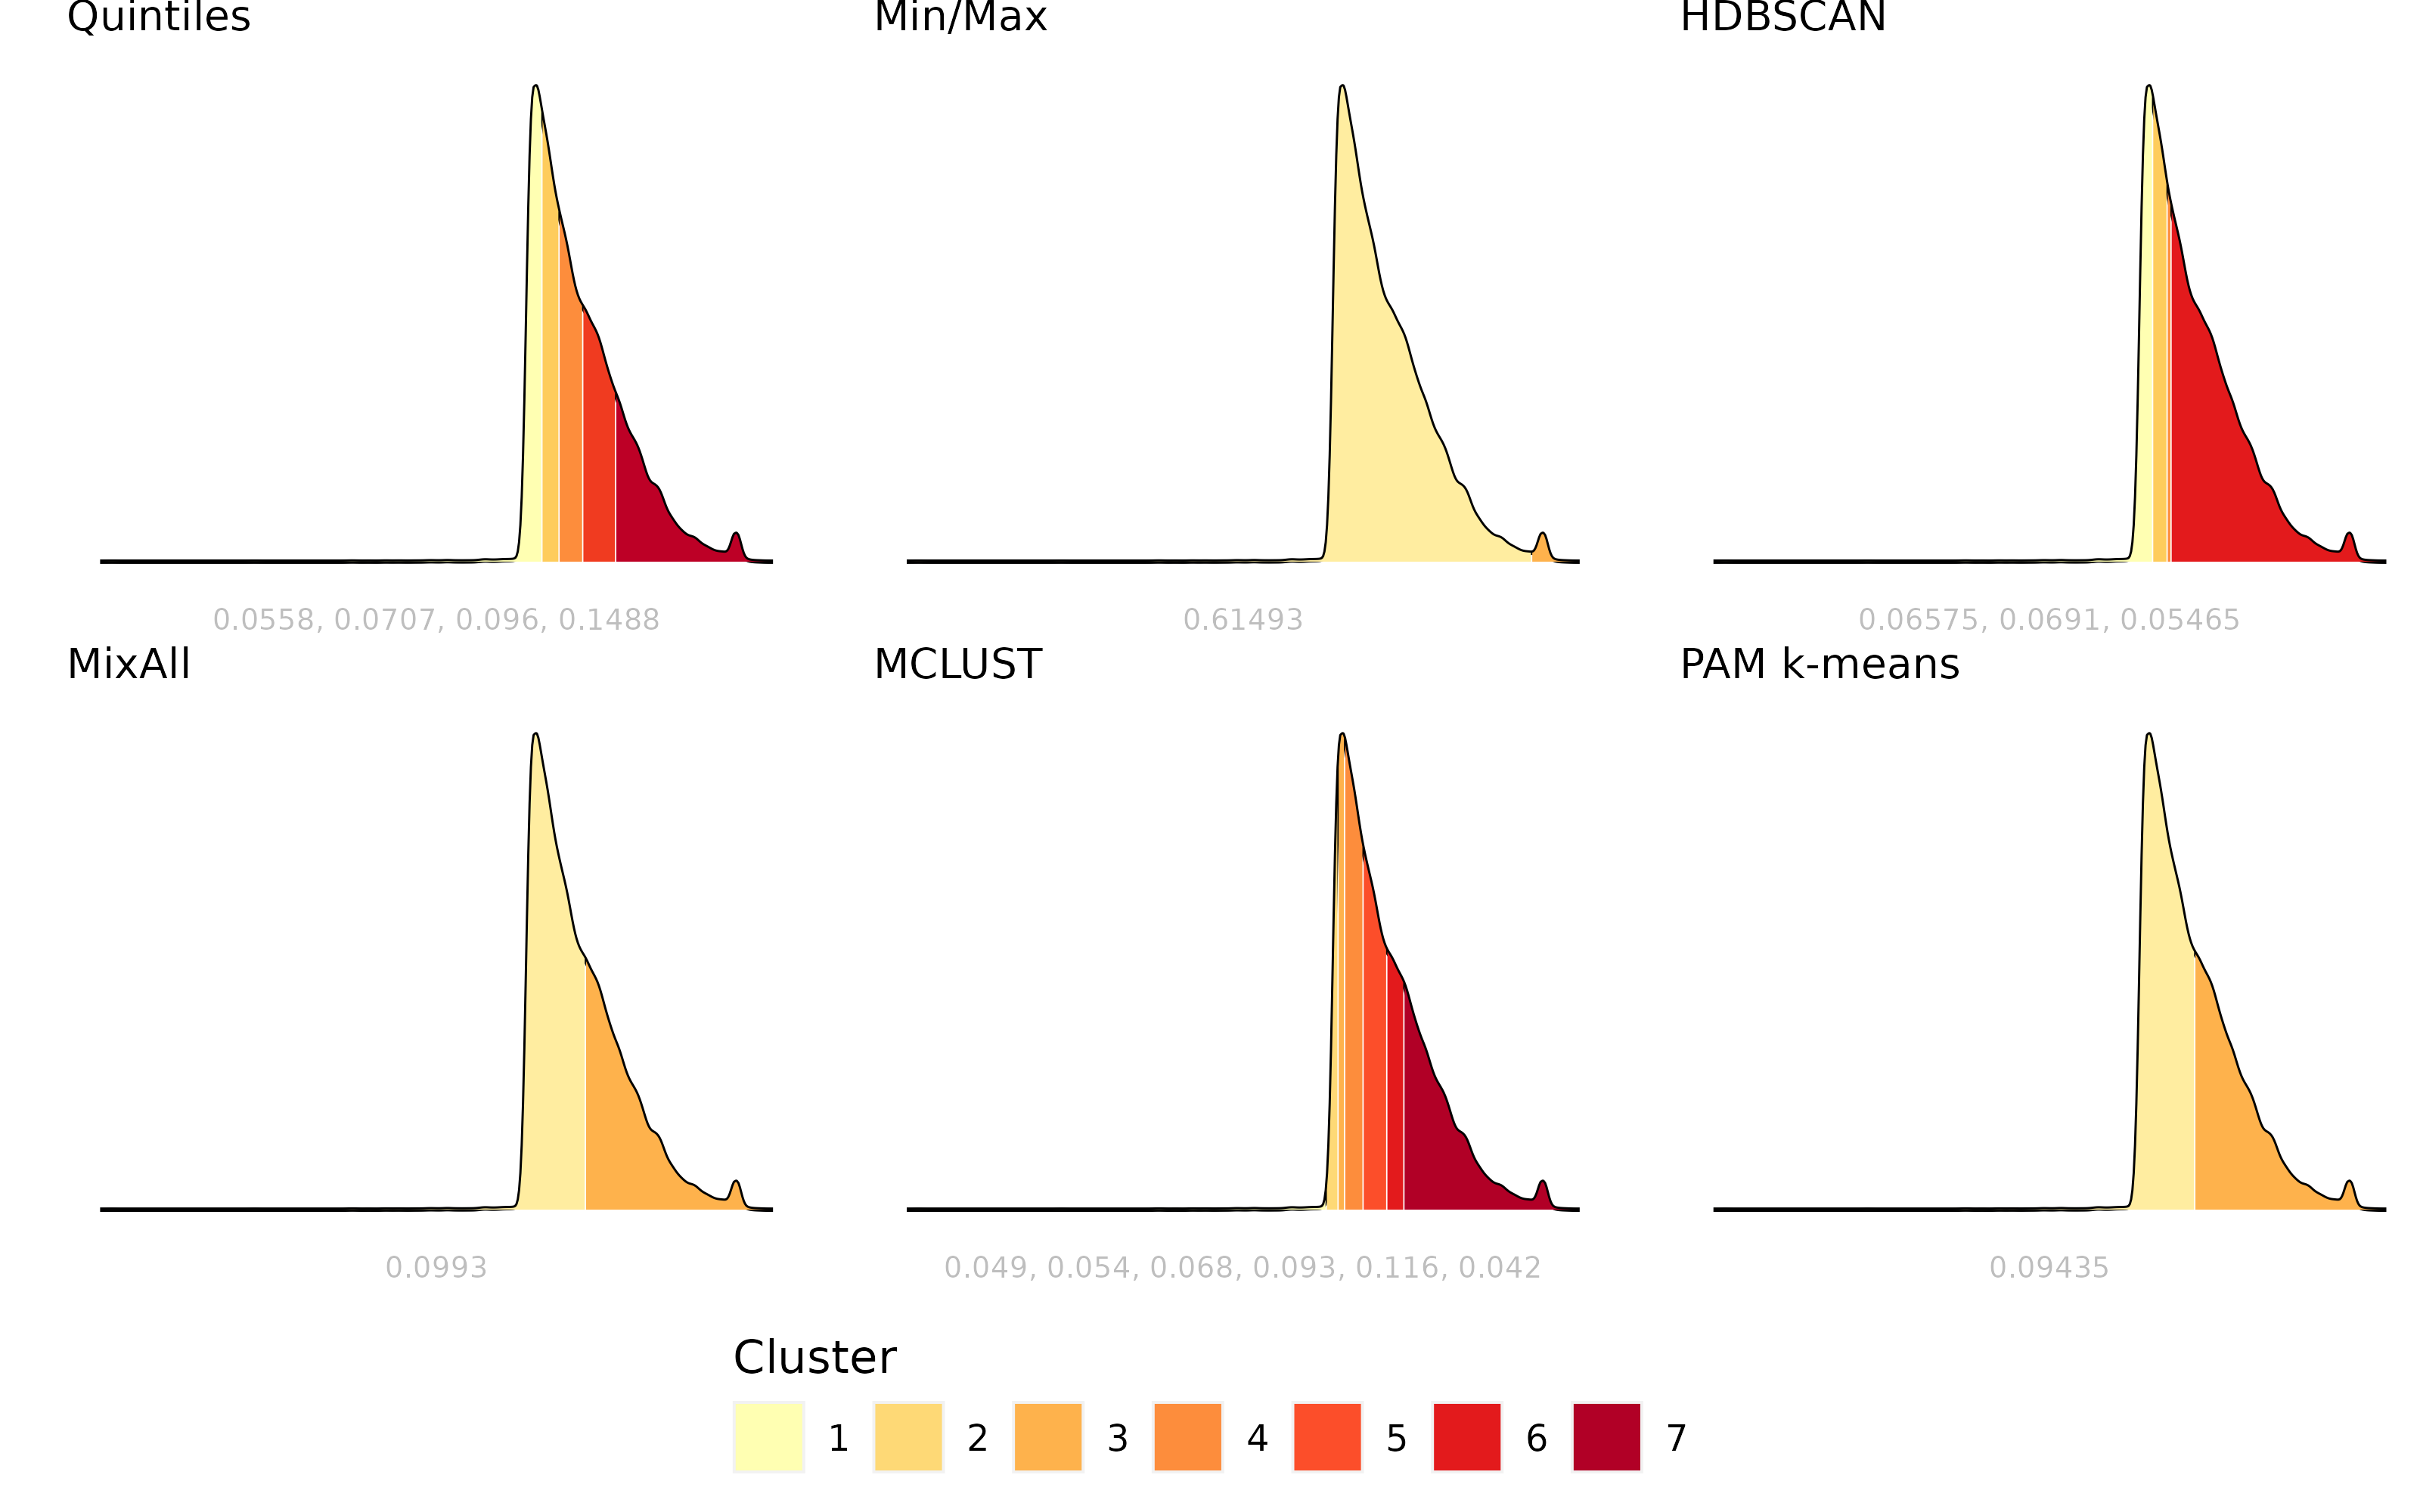 Quintiles
Min/Max
HDBSCAN
0.0558, 0.0707, 0.096, 0.1488
0.61493
0.06575, 0.0691, 0.05465
MixAll
MCLUST
PAM k-means
0.0993
0.049, 0.054, 0.068, 0.093, 0.116, 0.042
0.09435
Cluster
1 2 3 4 5 6 7